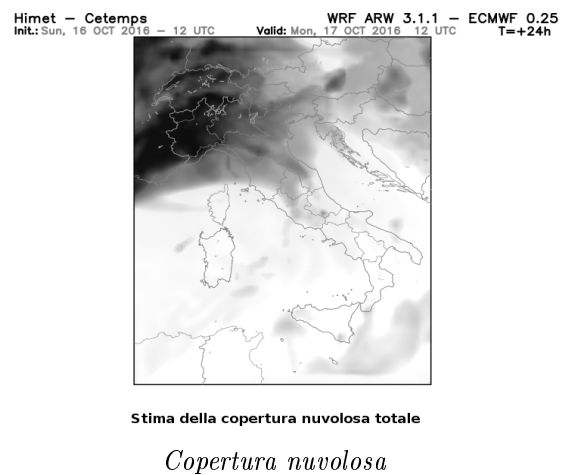 Himet – Cetemps WRF ARW 3.1.1 – ECMWF 0.25
Init.: Sun, 16 OCT 2016 – 12 UTC Valid: Mon, 17 OCT 2016 12 UTC T=+24h
Stima della copertura nuvolosa totale
Copertura nuvolosa